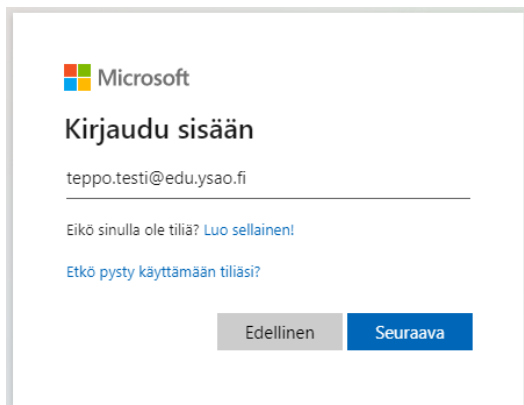 Microsoft
Kirjaudu sisään
teppo.testi@edu.ysao.fi
Eikö sinulla ole tiliä? Luo sellainen!
Etkö pysty käyttämään tiliäsi?
Edellinen Seuraava